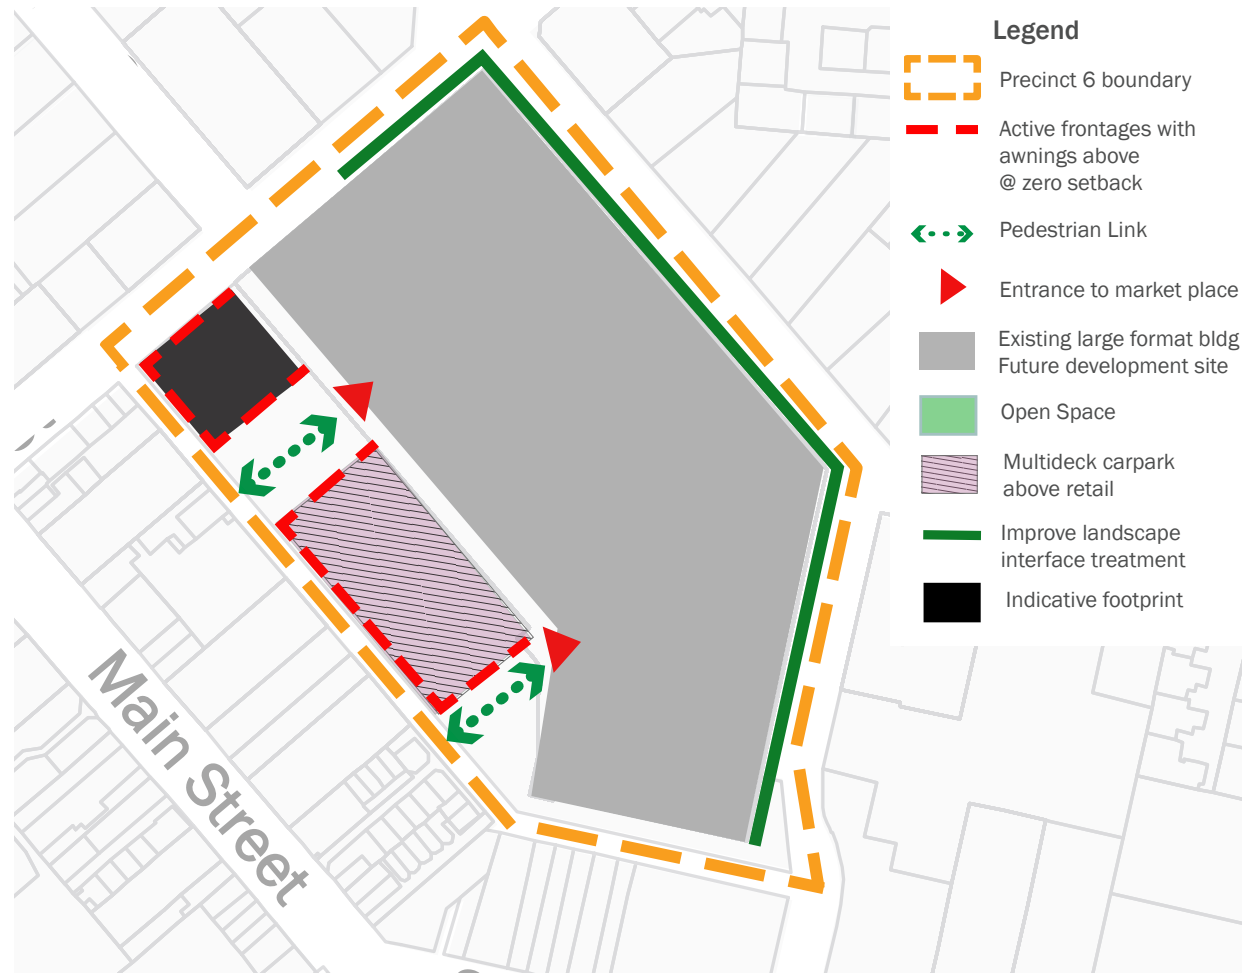 Legend
Precinct 6 boundary
Active frontages with
awnings above
@ zero setback
Pedestrian Link
Entrance to market place
Existing large format bldg
Future development site
Open Space
Multideck carpark
above retail
Improve landscape
interface treatment
Indicative footprint
Main Street